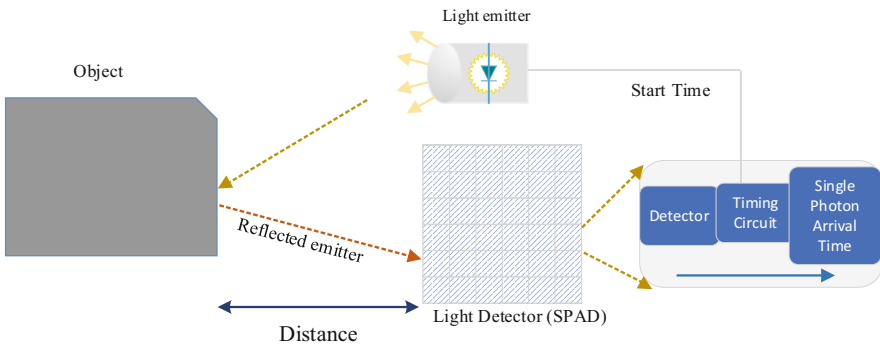 Light emitter
Object
Start Time
Detector
Timing
Circuit
Single
Photon
Arrival
Time
Reflected emitter
Light Detector (SPAD)
Distance